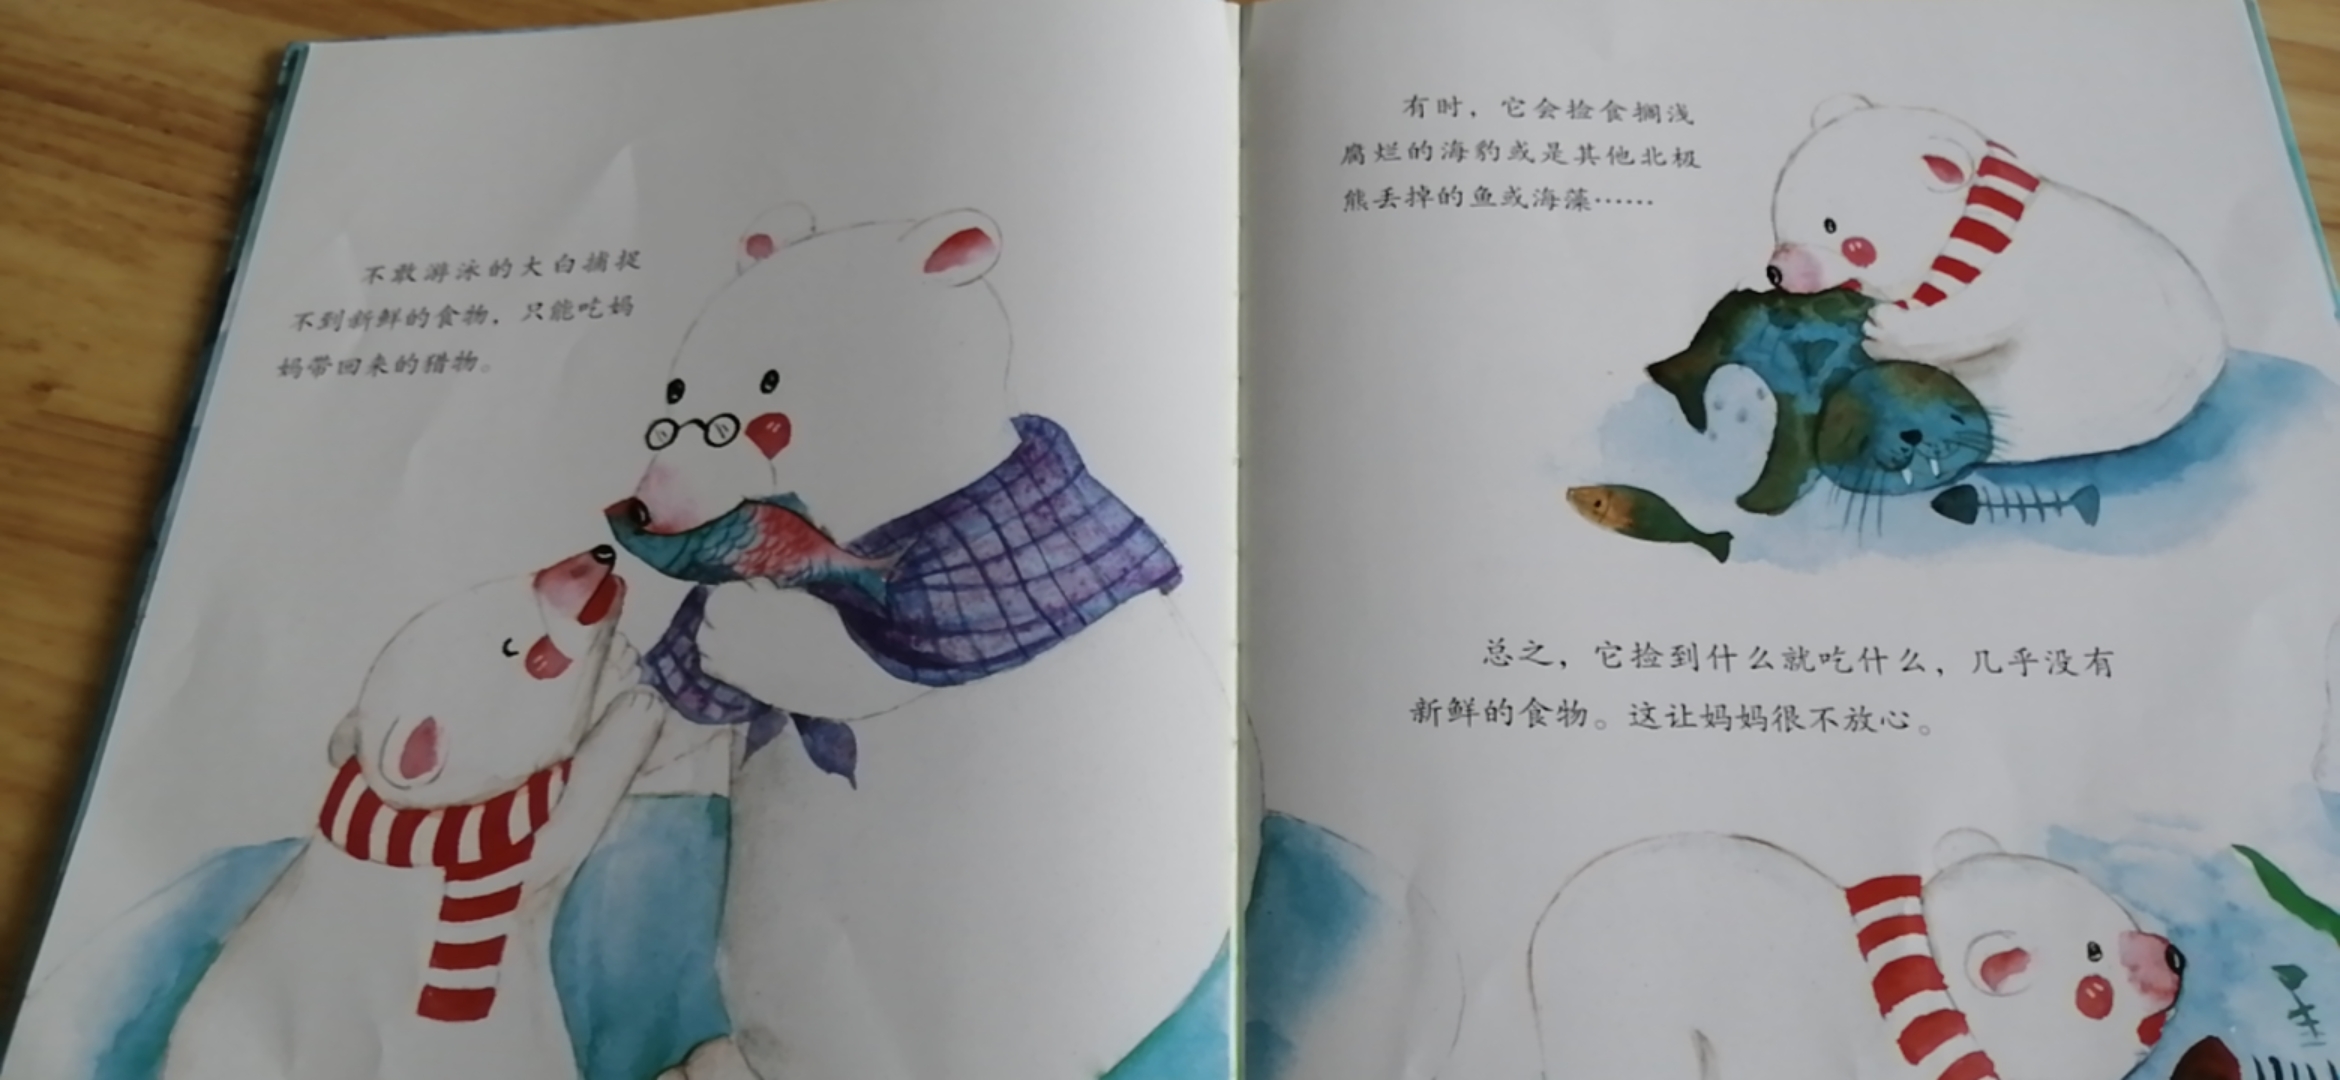 不敢游泳的大白捕捉
不到新鲜的食物，只能吃妈
妈带回来的猎物。
有时，它会捡食搁浅
腐烂的海豹或是其他北极
熊丢掉的鱼或海藻……
总之，它捡到什么就吃什么，几乎没有
新鲜的食物。这让妈妈很不放心。